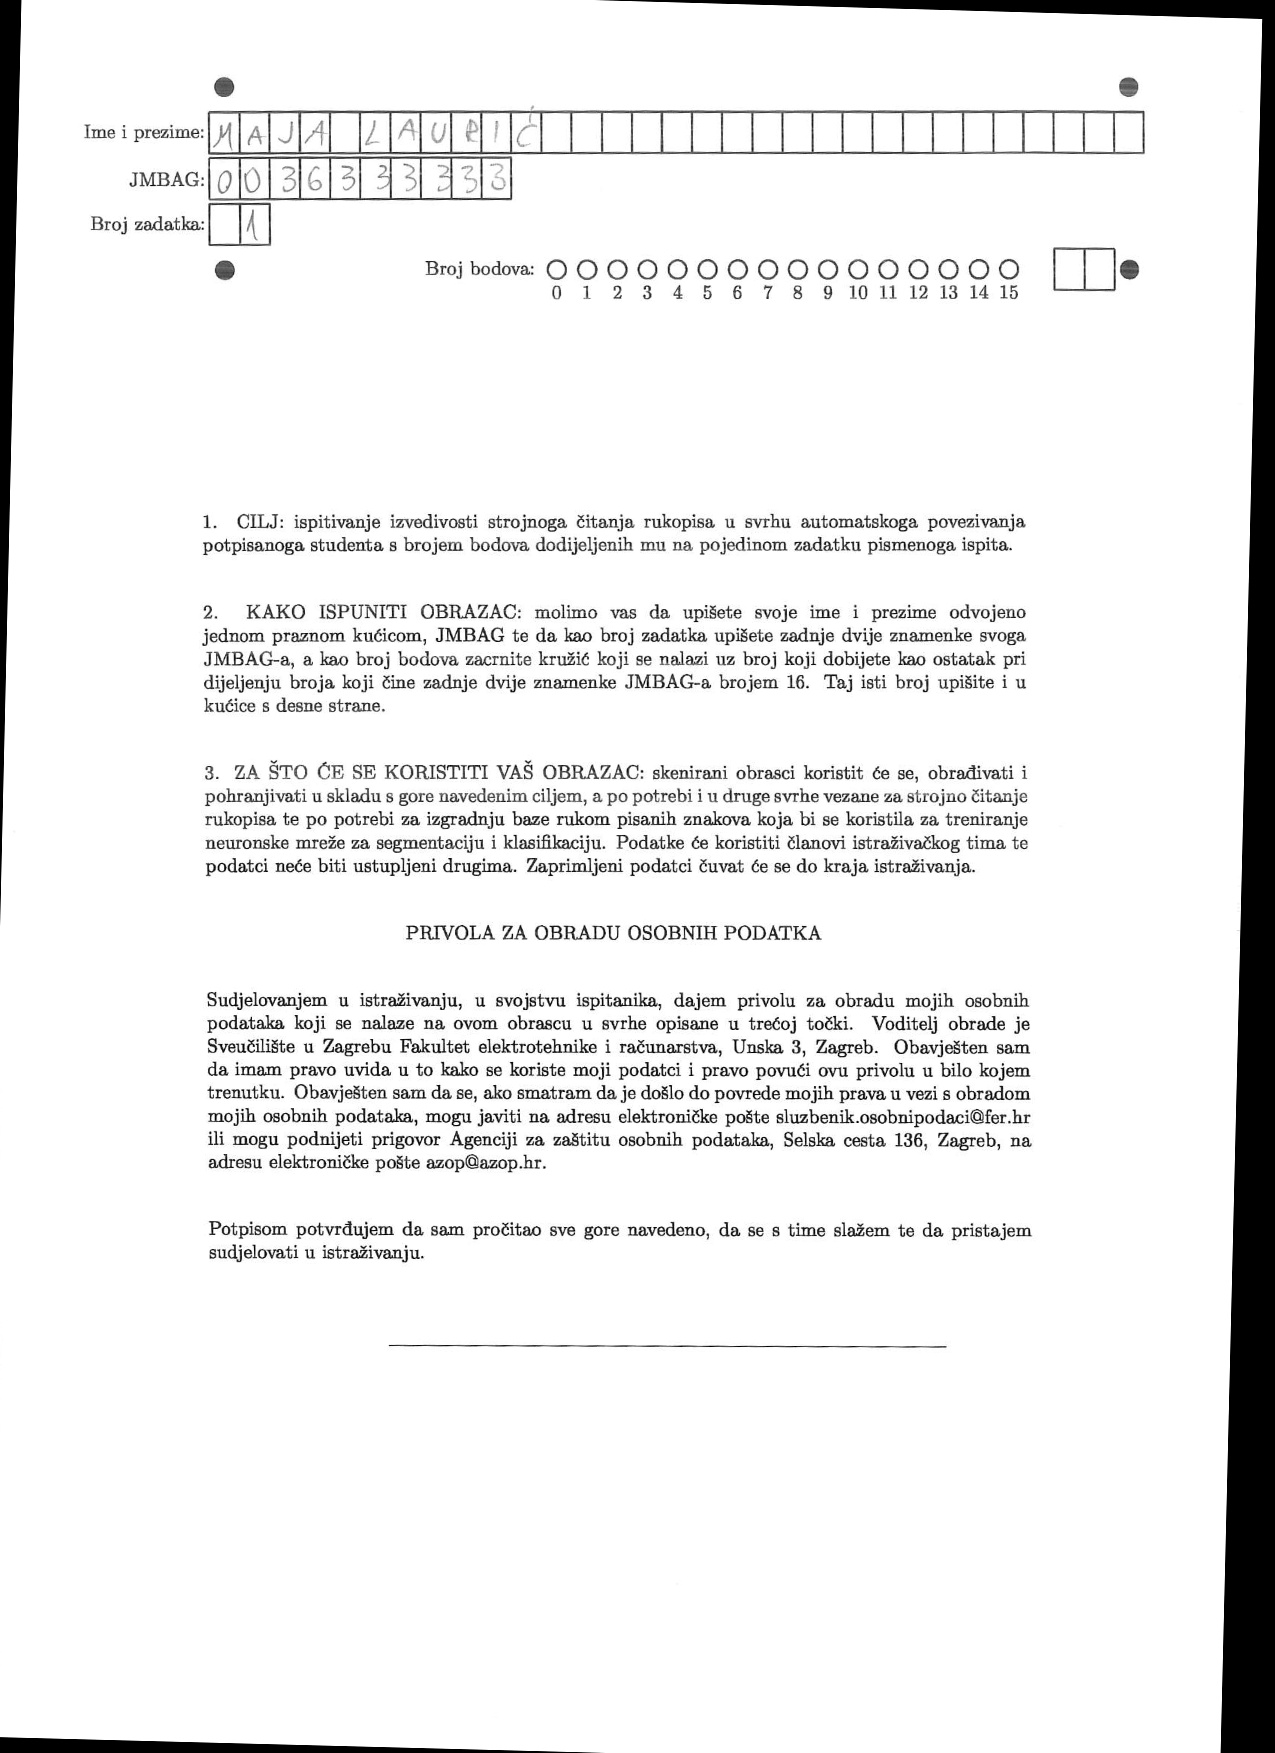 Ime i prezime: MAJA LAURIĆ
JMBAG: 0036333333
Broj zadatka: 1
Broj bodova:
0 1 2 3 4 5 6 7 8 9 10 11 12 13 14 15
1. CILJ: ispitivanje izvedivosti strojnoga čitanja rukopisa u svrhu automatskoga povezivanja
potpisanoga studenta s brojem bodova dodijeljenih mu na pojedinom zadatku pismenoga ispita.
2. KAKO ISPUNITI OBRAZAC: molimo vas da upišete svoje ime i prezime odvojeno
jednom praznom kućicom, JMBAG te da kao broj zadatka upišete zadnje dvije znamenke svoga
JMBAG-a, a kao broj bodova zacrnite kružić koji se nalazi uz broj koji dobijete kao ostatak pri
dijeljenju broja koji čine zadnje dvije znamenke JMBAG-a brojem 16. Taj isti broj upišite i u
kućice s desne strane.
3. ZA ŠTO ĆE SE KORISTITI VAŠ OBRAZAC: skenirani obrasci koristit će se, obrađivati i
pohranjivati u skladu s gore navedenim ciljem, a po potrebi i u druge svrhe vezane za strojno čitanje
rukopisa te po potrebi za izgradnju baze rukom pisanih znakova koja bi se koristila za treniranje
neuronske mreže za segmentaciju i klasifikaciju. Podatke će koristiti članovi istraživačkog tima te
podatci neće biti ustupljeni drugima. Zaprimljeni podatci čuvat će se do kraja istraživanja.
PRIVOLA ZA OBRADU OSOBNIH PODATKA
Sudjelovanjem u istraživanju, u svojstvu ispitanika, dajem privolu za obradu mojih osobnih
podataka koji se nalaze na ovom obrascu u svrhe opisane u trećoj točki. Voditelj obrade je
Sveučilište u Zagrebu Fakultet elektrotehnike i računarstva, Unska 3, Zagreb. Obavješten sam
da imam pravo uvida u to kako se koriste moji podatci i pravo povući ovu privolu u bilo kojem
trenutku. Obavješten sam da se, ako smatram da je došlo do povrede mojih prava u vezi s obradom
mojih osobnih podataka, mogu javiti na adresu elektroničke pošte sluzbenik.osobnipodaci@fer.hr
ili mogu podnijeti prigovor Agenciji za zaštitu osobnih podataka, Selska cesta 136, Zagreb, na
adresu elektroničke pošte azop@azop.hr.
Potpisom potvrđujem da sam pročitao sve gore navedeno, da se s time slažem te da pristajem
sudjelovati u istraživanju.